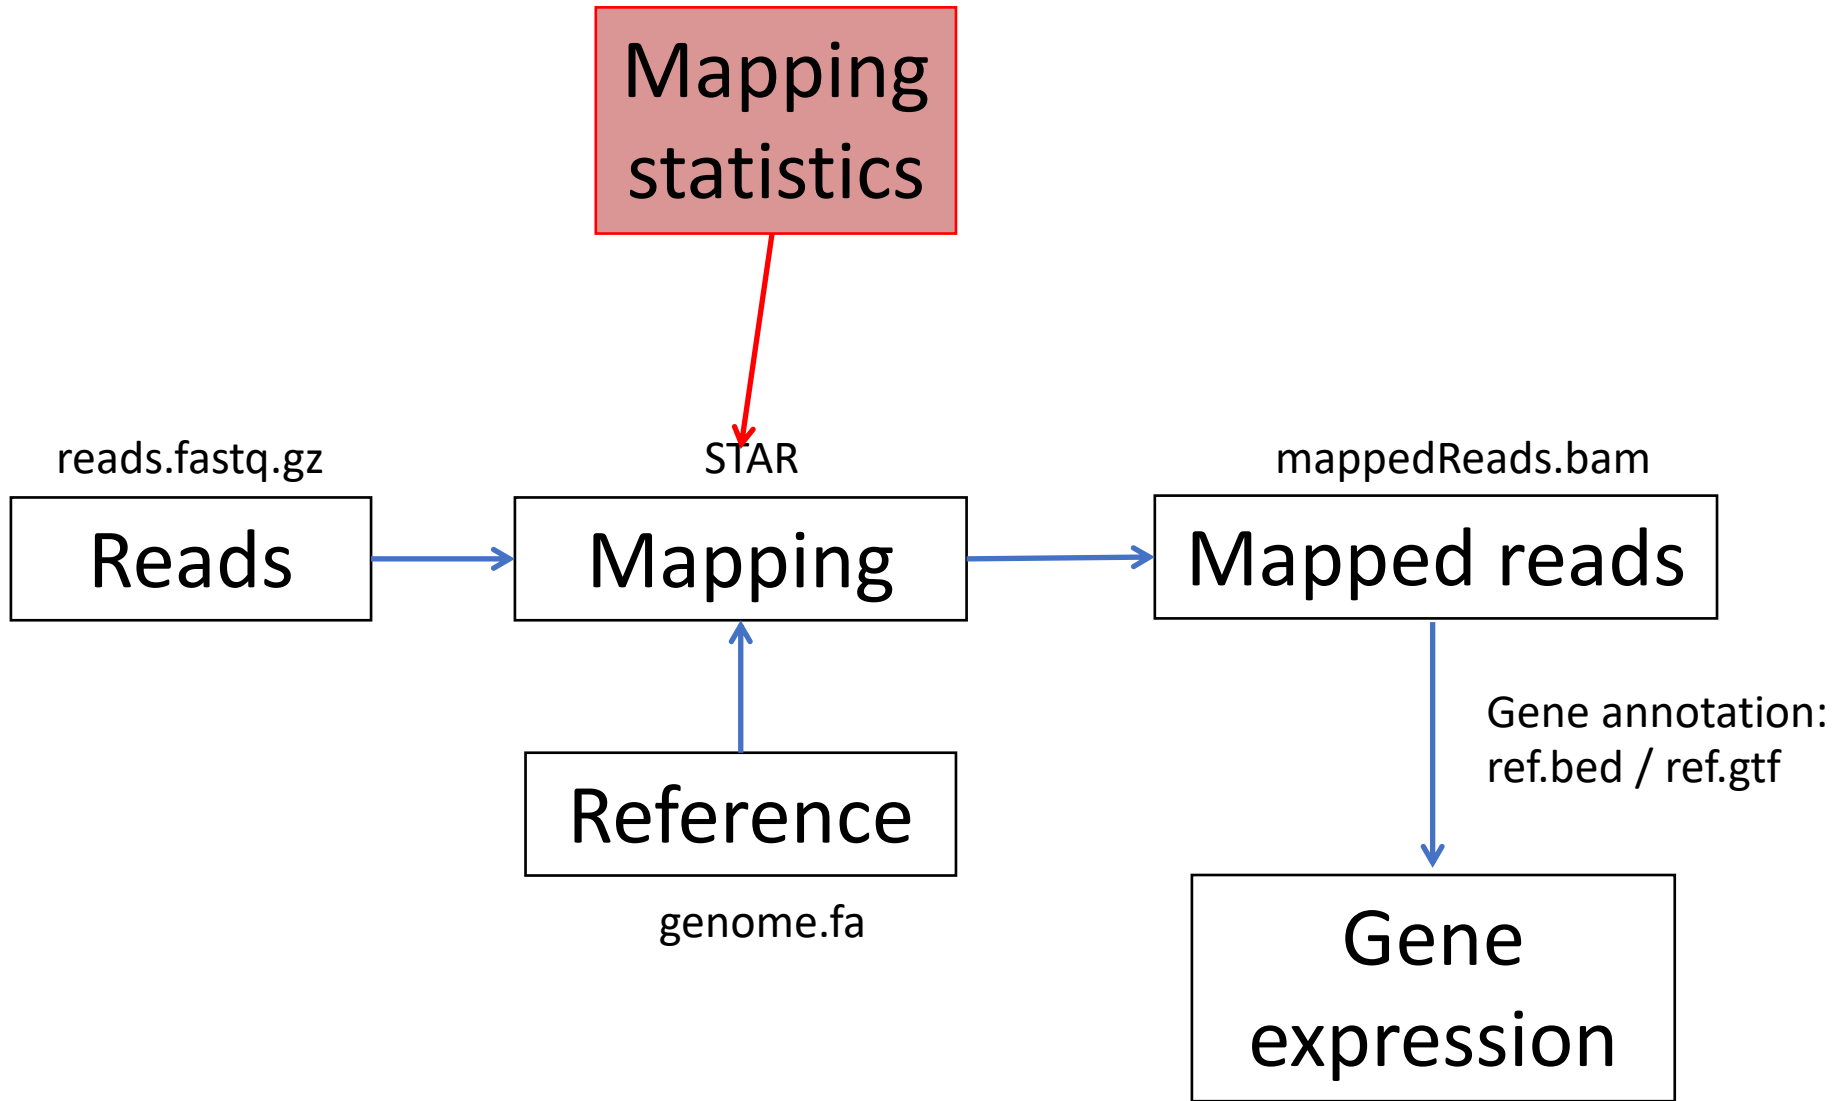 Mapping
statistics
reads.fastq.gz
STAR
mappedReads.bam
Reads
Mapping
Mapped reads
Gene annotation:
ref.bed / ref.gtf
Reference
genome.fa
Gene
expression